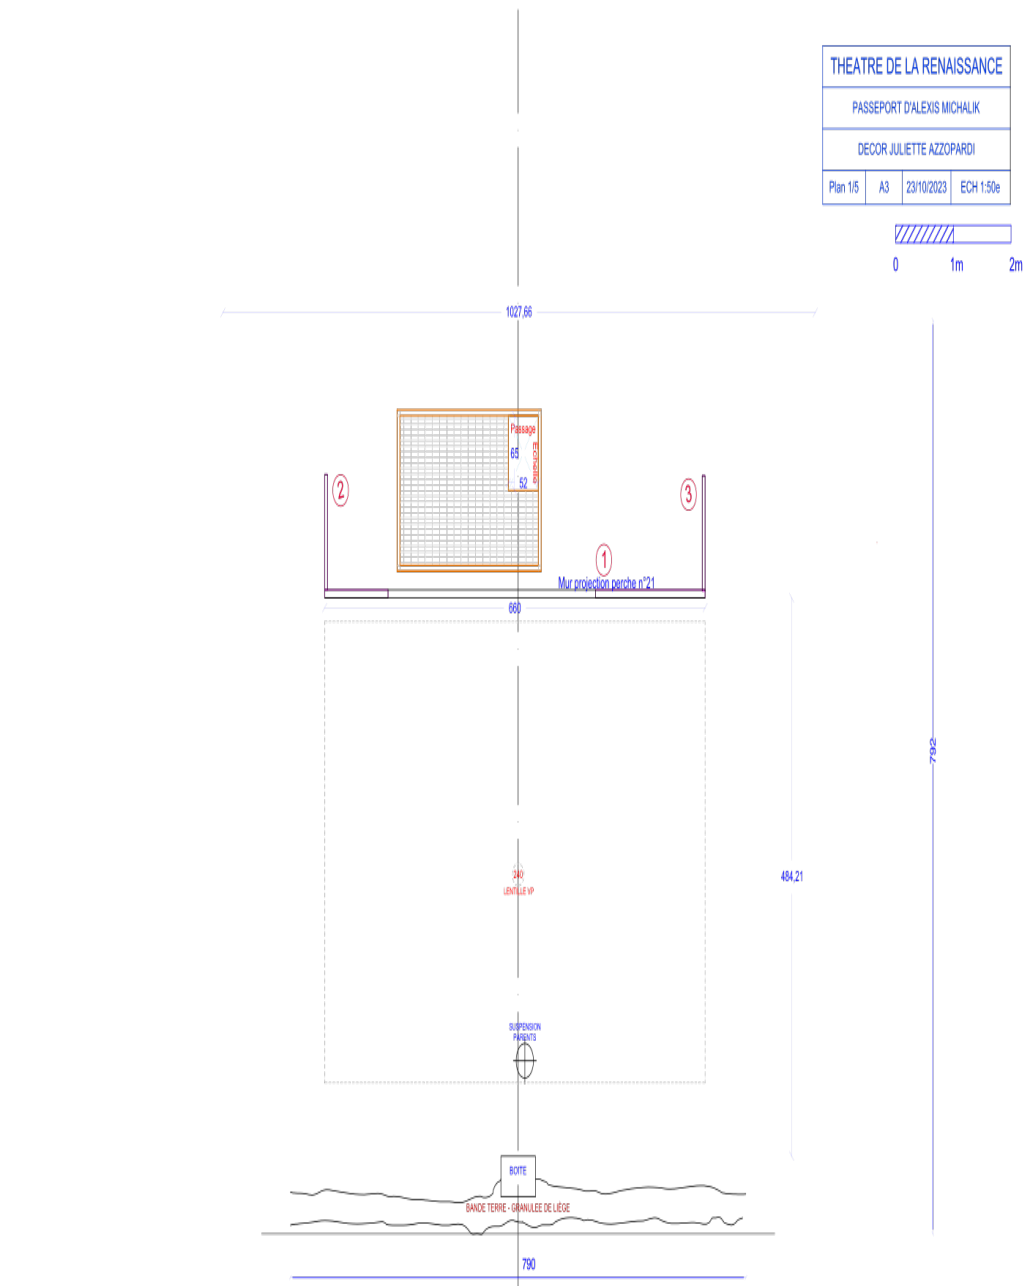 THEATRE DE LA RENAISSANCE
PASSEPORT D'ALEXIS MICHALIK
DECOR JULIETTE AZZOPARDI
Plan 1/5 A3 23/10/2023 ECH 1:50e
0 1m 2m
1027,66
Passage
65
Echelle
52
2
3
1
Mur projection perche n°21
660
792
240
LENTILLE VP
484,21
SUSPENSION
PARENTS
BOITE
BANDE TERRE - GRANULEE DE LIÈGE
790